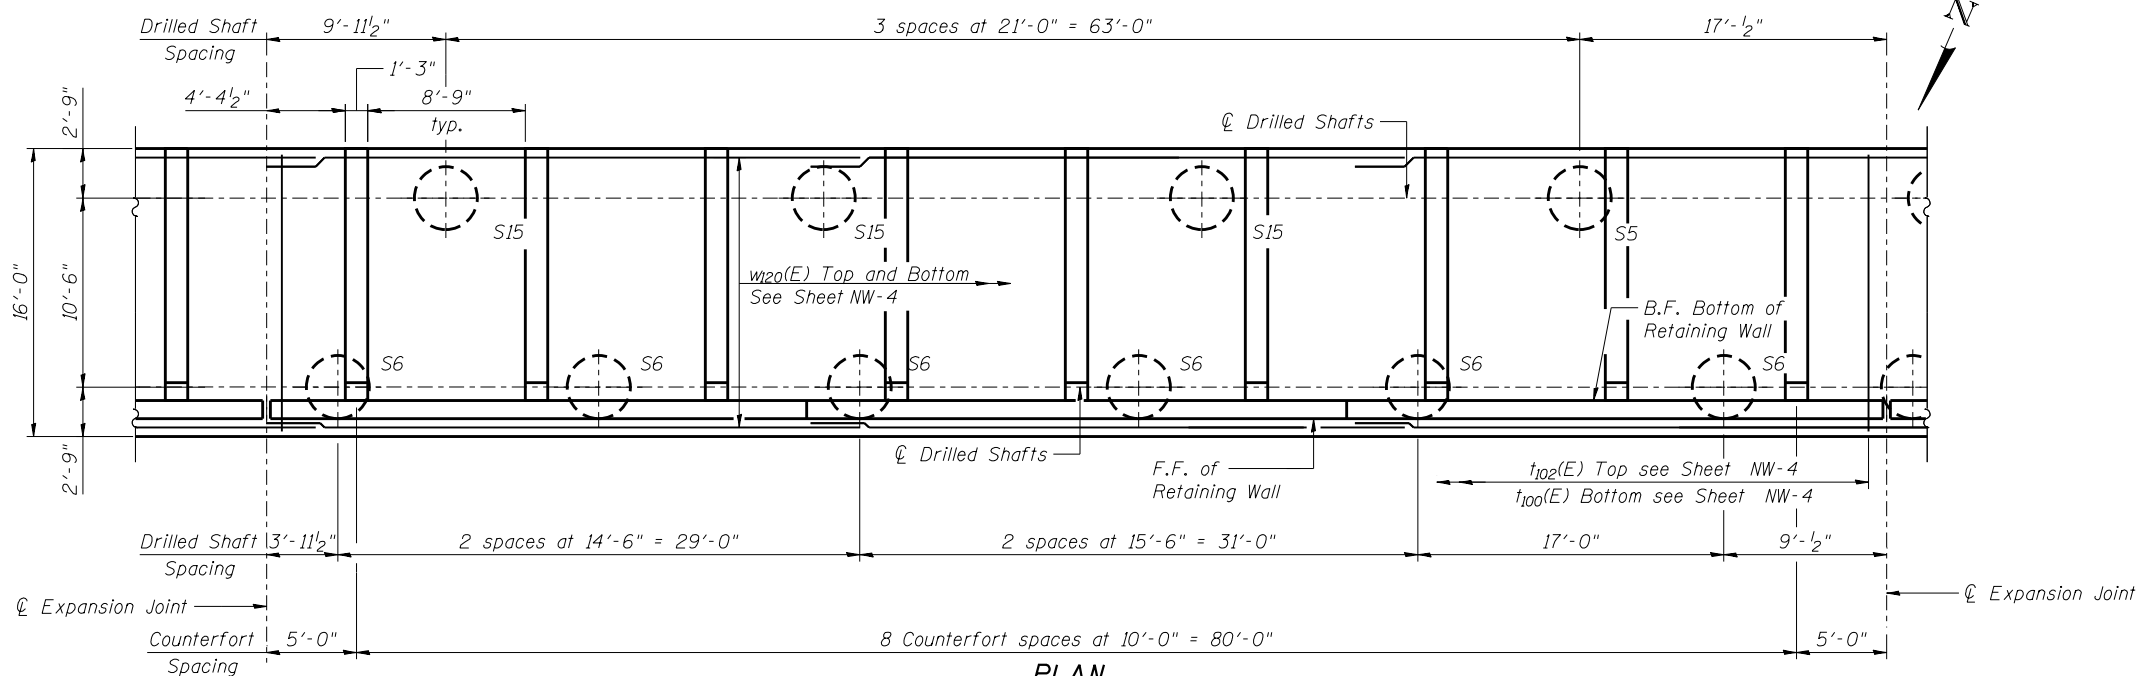 Drilled Shaft
Spacing
9'-11½"
3 spaces at 21'-0" = 63'-0"
17'-½"
N
1'-3"
4'-4½"
8'-9"
typ.
2'-9"
℄ Drilled Shafts
S15
S15
S15
S5
16'-0"
10'-6"
w120(E) Top and Bottom
See Sheet NW-4
B.F. Bottom of
Retaining Wall
S6
S6
S6
S6
S6
S6
2'-9"
℄ Drilled Shafts
F.F. of
Retaining Wall
t102(E) Top see Sheet NW-4
t100(E) Bottom see Sheet NW-4
Drilled Shaft
Spacing
3'-11½"
2 spaces at 14'-6" = 29'-0"
2 spaces at 15'-6" = 31'-0"
17'-0"
9'-½"
℄ Expansion Joint
℄ Expansion Joint
Counterfort
Spacing
5'-0"
8 Counterfort spaces at 10'-0" = 80'-0"
5'-0"
PLAN